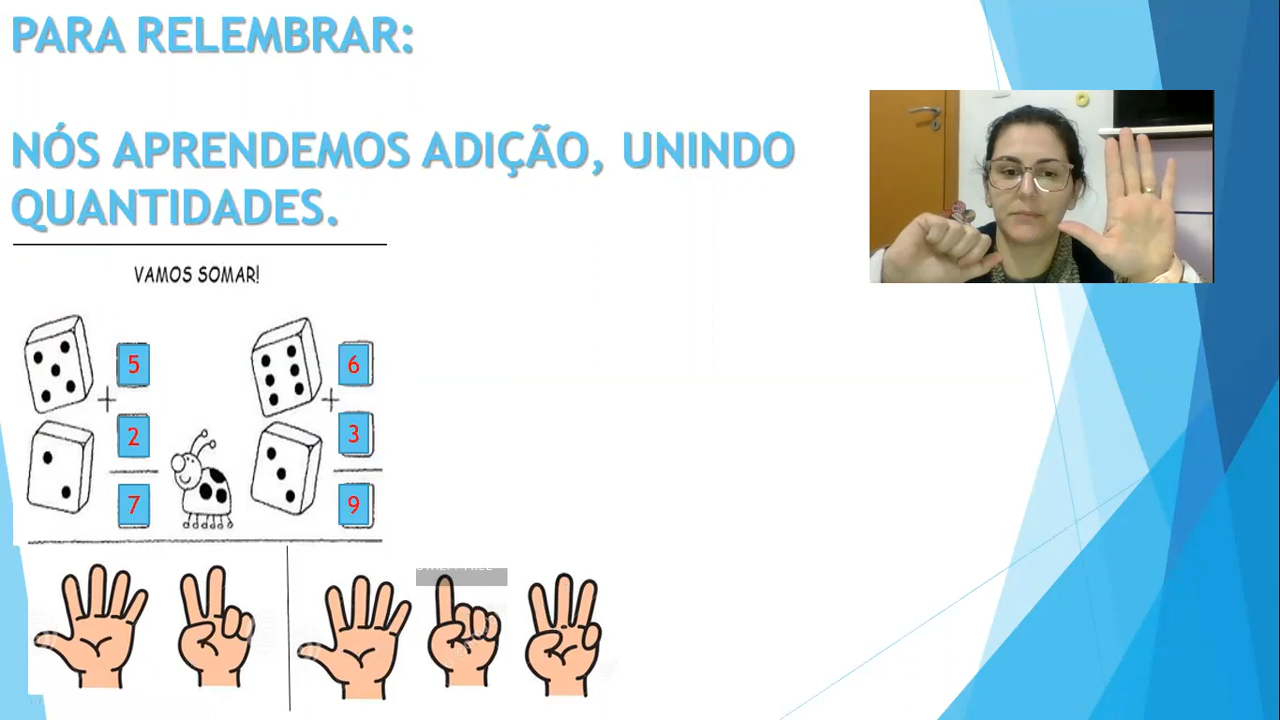 PARA RELEMBRAR:
NÓS APRENDEMOS ADIÇÃO, UNINDO
QUANTIDADES.
VAMOS SOMAR!
5
6
+
+
2
3
7
9